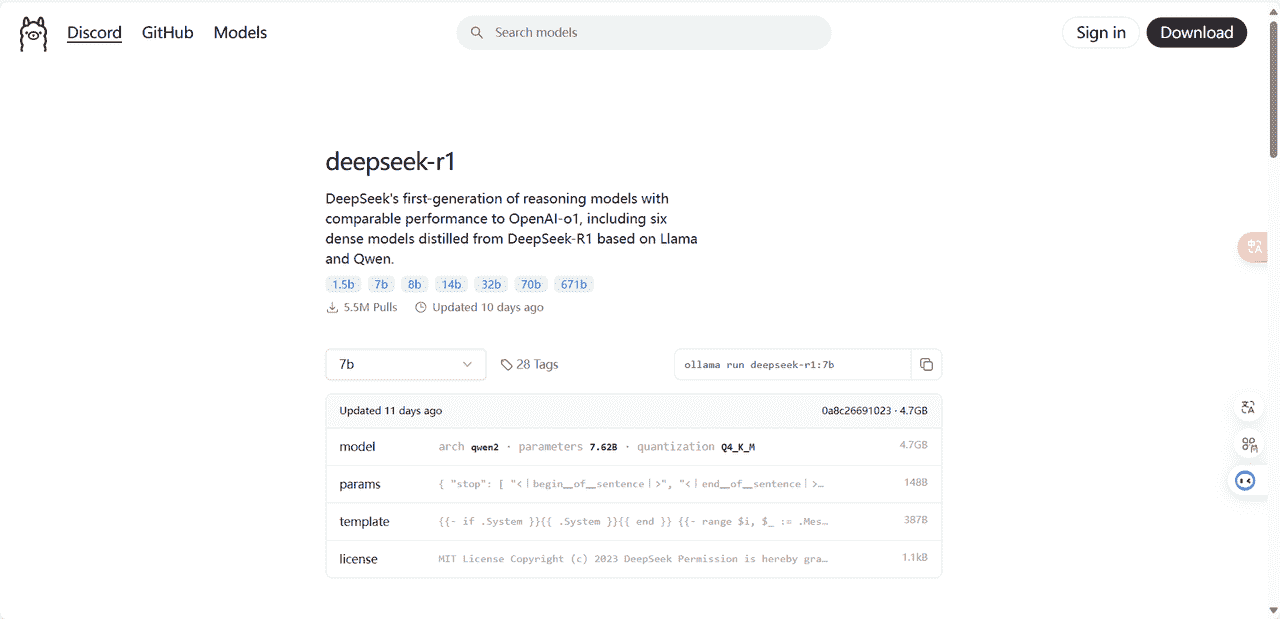 Discord GitHub Models Search models Sign in Download
deepseek-r1
DeepSeek's first-generation of reasoning models with
comparable performance to OpenAI-o1, including six
dense models distilled from DeepSeek-R1 based on Llama
and Qwen.
1.5b 7b 8b 14b 32b 70b 671b
5.5M Pulls Updated 10 days ago
7b 28 Tags ollama run deepseek-r1:7b
Updated 11 days ago 0a8c26691023 · 4.7GB
model arch qwen2 · parameters 7.62B · quantization Q4_K_M 4.7GB
params { "stop": [ "<|begin__of__sentence|>", "<|end__of__sentence|>… 148B
template {{- if .System }}{{ .System }}{{ end }} {{- range $i, $_ := .Mes… 387B
license MIT License Copyright (c) 2023 DeepSeek Permission is hereby gra… 1.1kB